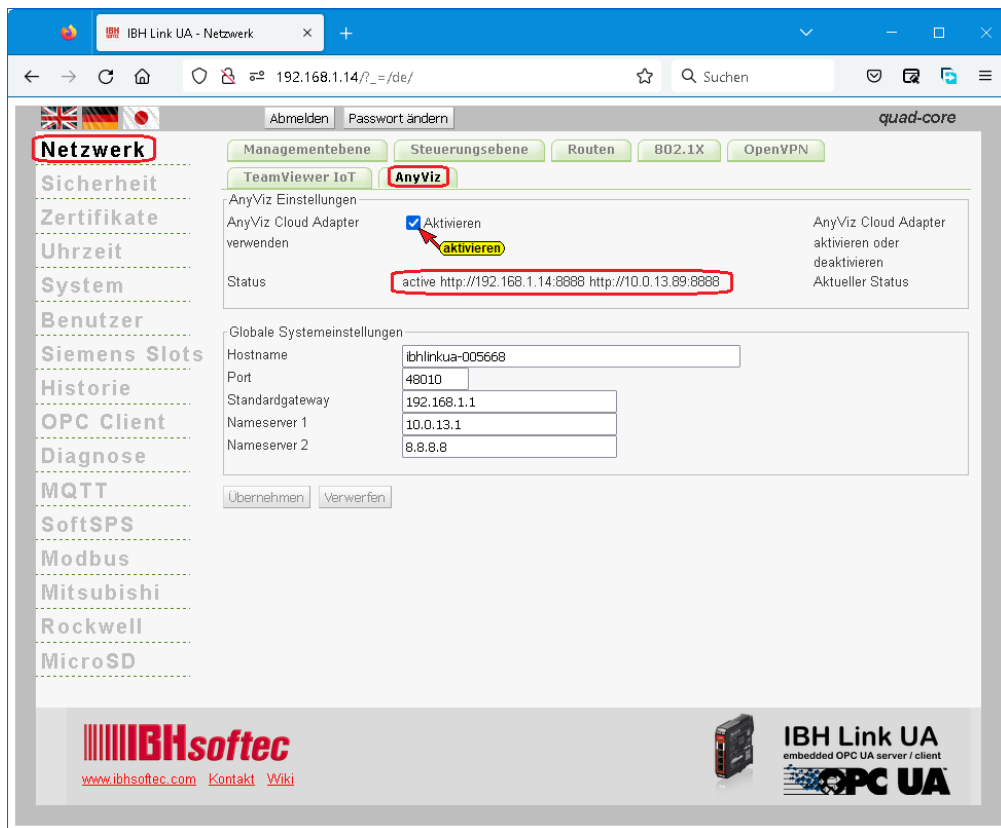 IBH Link UA - Netzwerk
192.168.1.14/?_=/de/
Suchen
Abmelden Passwort ändern
quad-core
Netzwerk
Sicherheit
Zertifikate
Uhrzeit
System
Benutzer
Siemens Slots
Historie
OPC Client
Diagnose
MQTT
SoftSPS
Modbus
Mitsubishi
Rockwell
MicroSD
Managementebene Steuerungsebene Routen 802.1X OpenVPN
TeamViewer IoT AnyViz
AnyViz Einstellungen
AnyViz Cloud Adapter
verwenden
Aktivieren
aktivieren
AnyViz Cloud Adapter
aktivieren oder
deaktivieren
Status
active http://192.168.1.14:8888 http://10.0.13.89:8888
Aktueller Status
Globale Systemeinstellungen
Hostname ibhlinkua-005668
Port 48010
Standardgateway 192.168.1.1
Nameserver 1 10.0.13.1
Nameserver 2 8.8.8.8
Übernehmen Verwerfen
IBHsoftec
www.ibhsoftec.com Kontakt Wiki
IBH Link UA
embedded OPC UA server / client
OPC UA